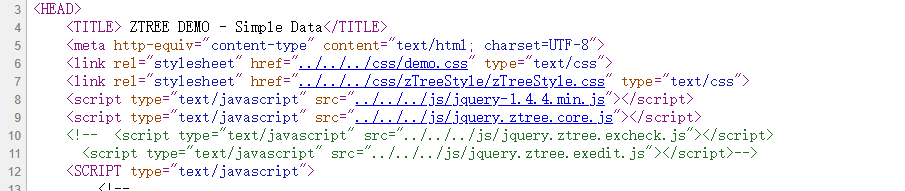 3 <HEAD>
4 <TITLE> ZTREE DEMO - Simple Data</TITLE>
5 <meta http-equiv="content-type" content="text/html; charset=UTF-8">
6 <link rel="stylesheet" href="../../../css/demo.css" type="text/css">
7 <link rel="stylesheet" href="../../../css/zTreeStyle/zTreeStyle.css" type="text/css">
8 <script type="text/javascript" src="../../../js/jquery-1.4.4.min.js"></script>
9 <script type="text/javascript" src="../../../js/jquery.ztree.core.js"></script>
10 <!--  <script type="text/javascript" src="../../../js/jquery.ztree.excheck.js"></script>
11 <script type="text/javascript" src="../../../js/jquery.ztree.exedit.js"></script>-->
12 <SCRIPT type="text/javascript">
13 <!--